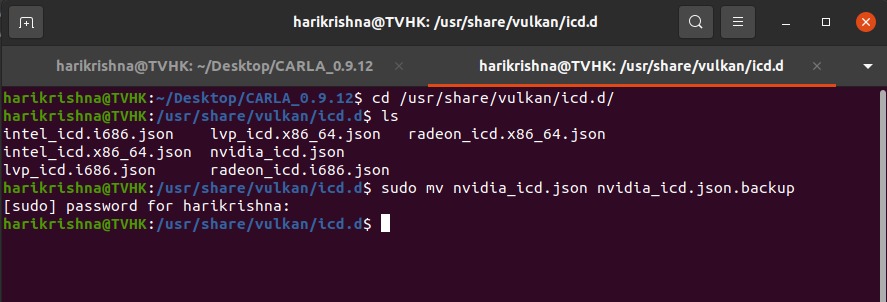 harikrishna@TVHK: /usr/share/vulkan/icd.d
harikrishna@TVHK: ~/Desktop/CARLA_0.9.12
harikrishna@TVHK: /usr/share/vulkan/icd.d
harikrishna@TVHK:~/Desktop/CARLA_0.9.12$ cd /usr/share/vulkan/icd.d/
harikrishna@TVHK:/usr/share/vulkan/icd.d$ ls
intel_icd.i686.json    lvp_icd.x86_64.json   radeon_icd.x86_64.json
intel_icd.x86_64.json  nvidia_icd.json
lvp_icd.i686.json      radeon_icd.i686.json
harikrishna@TVHK:/usr/share/vulkan/icd.d$ sudo mv nvidia_icd.json nvidia_icd.json.backup
[sudo] password for harikrishna:
harikrishna@TVHK:/usr/share/vulkan/icd.d$